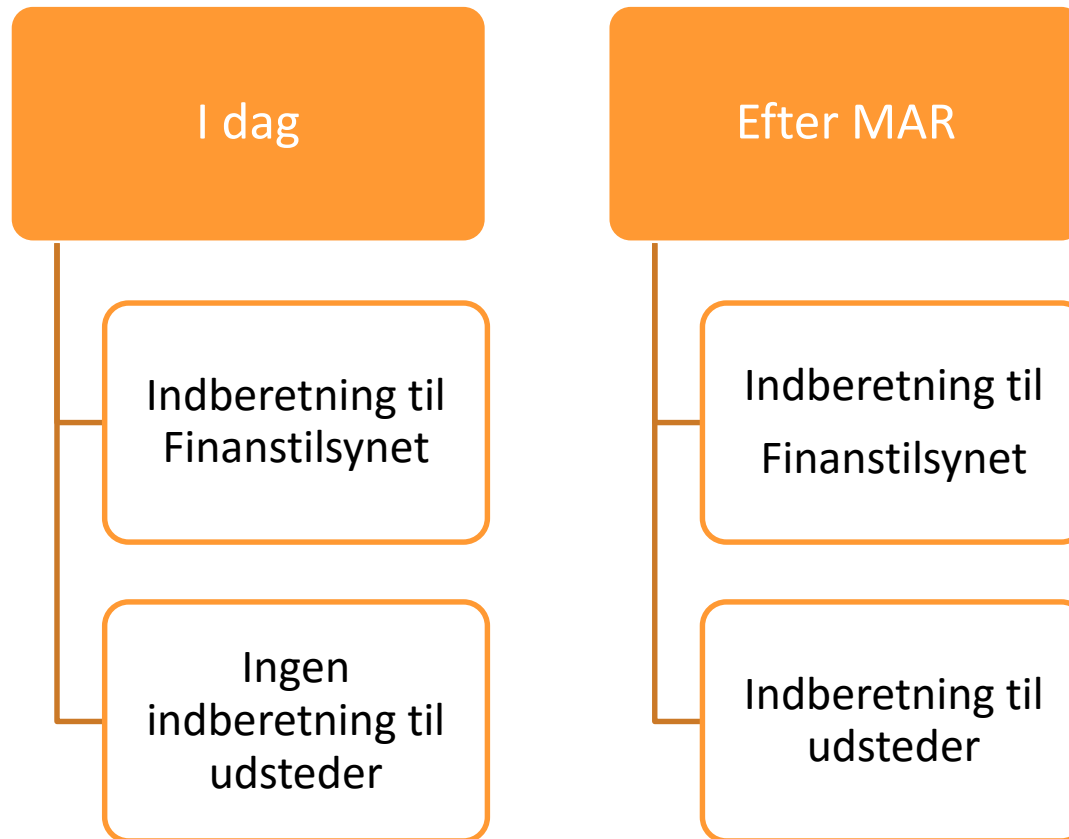 I dag
Indberetning til
Finanstilsynet
Ingen
indberetning til
udsteder
Efter MAR
Indberetning til
Finanstilsynet
Indberetning til
udsteder